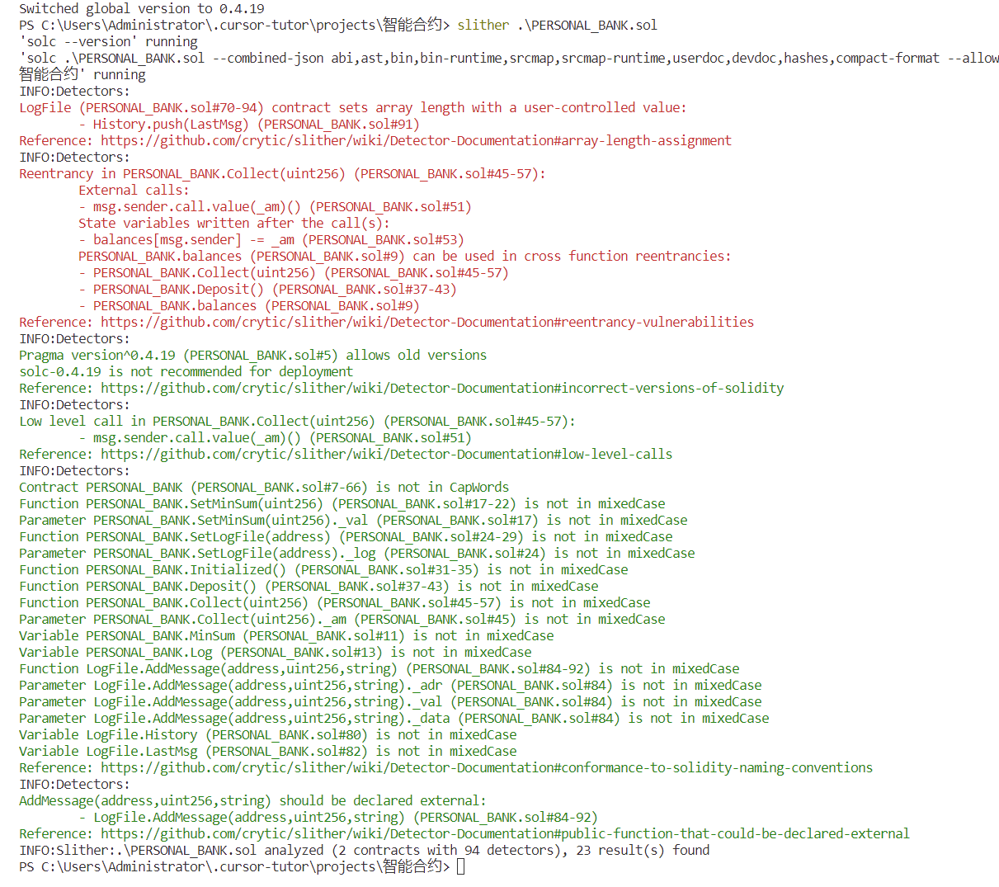 Switched global version to 0.4.19
PS C:\Users\Administrator\.cursor-tutor\projects\智能合约> slither .\PERSONAL_BANK.sol
'solc --version' running
'solc .\PERSONAL_BANK.sol --combined-json abi,ast,bin,bin-runtime,srcmap,srcmap-runtime,userdoc,devdoc,hashes,compact-format --allow
智能合约' running
INFO:Detectors:
LogFile (PERSONAL_BANK.sol#70-94) contract sets array length with a user-controlled value:
        - History.push(LastMsg) (PERSONAL_BANK.sol#91)
Reference: https://github.com/crytic/slither/wiki/Detector-Documentation#array-length-assignment
INFO:Detectors:
Reentrancy in PERSONAL_BANK.Collect(uint256) (PERSONAL_BANK.sol#45-57):
        External calls:
        - msg.sender.call.value(_am)() (PERSONAL_BANK.sol#51)
        State variables written after the call(s):
        - balances[msg.sender] -= _am (PERSONAL_BANK.sol#53)
        PERSONAL_BANK.balances (PERSONAL_BANK.sol#9) can be used in cross function reentrancies:
        - PERSONAL_BANK.Collect(uint256) (PERSONAL_BANK.sol#45-57)
        - PERSONAL_BANK.Deposit() (PERSONAL_BANK.sol#37-43)
        - PERSONAL_BANK.balances (PERSONAL_BANK.sol#9)
Reference: https://github.com/crytic/slither/wiki/Detector-Documentation#reentrancy-vulnerabilities
INFO:Detectors:
Pragma version^0.4.19 (PERSONAL_BANK.sol#5) allows old versions
solc-0.4.19 is not recommended for deployment
Reference: https://github.com/crytic/slither/wiki/Detector-Documentation#incorrect-versions-of-solidity
INFO:Detectors:
Low level call in PERSONAL_BANK.Collect(uint256) (PERSONAL_BANK.sol#45-57):
        - msg.sender.call.value(_am)() (PERSONAL_BANK.sol#51)
Reference: https://github.com/crytic/slither/wiki/Detector-Documentation#low-level-calls
INFO:Detectors:
Contract PERSONAL_BANK (PERSONAL_BANK.sol#7-66) is not in CapWords
Function PERSONAL_BANK.SetMinSum(uint256) (PERSONAL_BANK.sol#17-22) is not in mixedCase
Parameter PERSONAL_BANK.SetMinSum(uint256)._val (PERSONAL_BANK.sol#17) is not in mixedCase
Function PERSONAL_BANK.SetLogFile(address) (PERSONAL_BANK.sol#24-29) is not in mixedCase
Parameter PERSONAL_BANK.SetLogFile(address)._log (PERSONAL_BANK.sol#24) is not in mixedCase
Function PERSONAL_BANK.Initialized() (PERSONAL_BANK.sol#31-35) is not in mixedCase
Function PERSONAL_BANK.Deposit() (PERSONAL_BANK.sol#37-43) is not in mixedCase
Function PERSONAL_BANK.Collect(uint256) (PERSONAL_BANK.sol#45-57) is not in mixedCase
Parameter PERSONAL_BANK.Collect(uint256)._am (PERSONAL_BANK.sol#45) is not in mixedCase
Variable PERSONAL_BANK.MinSum (PERSONAL_BANK.sol#11) is not in mixedCase
Variable PERSONAL_BANK.Log (PERSONAL_BANK.sol#13) is not in mixedCase
Function LogFile.AddMessage(address,uint256,string) (PERSONAL_BANK.sol#84-92) is not in mixedCase
Parameter LogFile.AddMessage(address,uint256,string)._adr (PERSONAL_BANK.sol#84) is not in mixedCase
Parameter LogFile.AddMessage(address,uint256,string)._val (PERSONAL_BANK.sol#84) is not in mixedCase
Parameter LogFile.AddMessage(address,uint256,string)._data (PERSONAL_BANK.sol#84) is not in mixedCase
Variable LogFile.History (PERSONAL_BANK.sol#80) is not in mixedCase
Variable LogFile.LastMsg (PERSONAL_BANK.sol#82) is not in mixedCase
Reference: https://github.com/crytic/slither/wiki/Detector-Documentation#conformance-to-solidity-naming-conventions
INFO:Detectors:
AddMessage(address,uint256,string) should be declared external:
        - LogFile.AddMessage(address,uint256,string) (PERSONAL_BANK.sol#84-92)
Reference: https://github.com/crytic/slither/wiki/Detector-Documentation#public-function-that-could-be-declared-external
INFO:Slither:.\PERSONAL_BANK.sol analyzed (2 contracts with 94 detectors), 23 result(s) found
PS C:\Users\Administrator\.cursor-tutor\projects\智能合约>